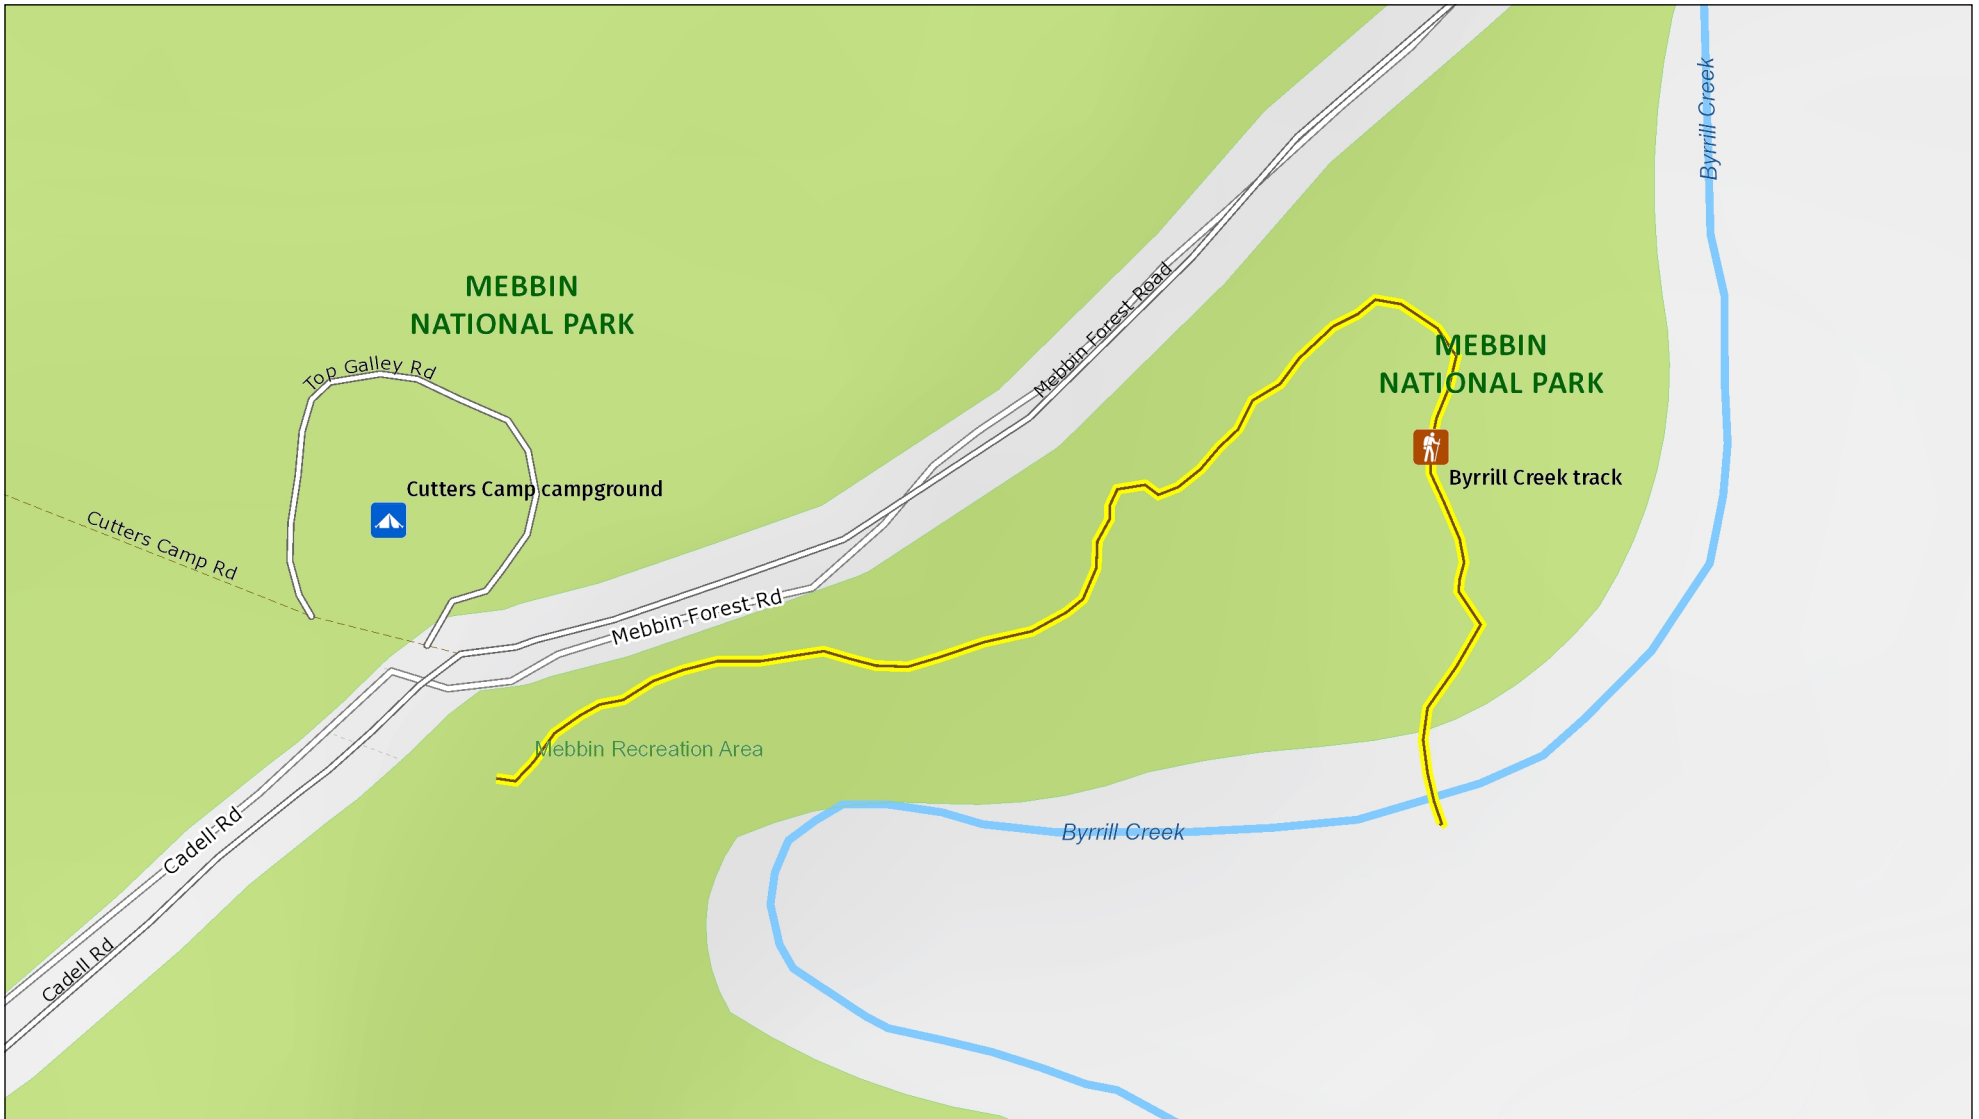 Byrrill Creek
Mebbin Forest Road
MEBBIN
NATIONAL PARK
MEBBIN
NATIONAL PARK
Top Galley Rd
Cutters Camp campground
Byrrill Creek track
Cutters Camp Rd
Mebbin Forest Rd
Mebbin Recreation Area
Cadell Rd
Byrrill Creek
Cadell Rd